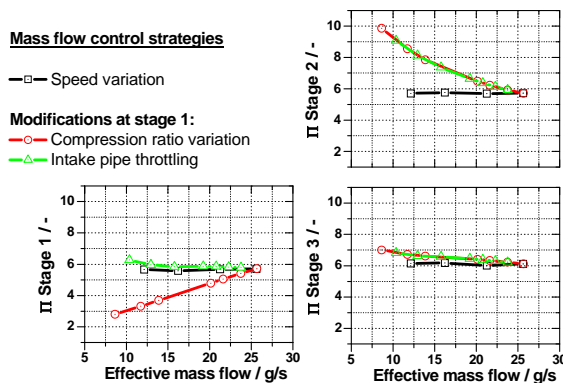 Mass flow control strategies
Speed variation
Modifications at stage 1:
Compression ratio variation
Intake pipe throttling
Π Stage 2 / -
10
8
6
4
2
Π Stage 1 / -
10
8
6
4
2
5 10 15 20 25 30
Effective mass flow / g/s
Π Stage 3 / -
10
8
6
4
2
5 10 15 20 25 30
Effective mass flow / g/s